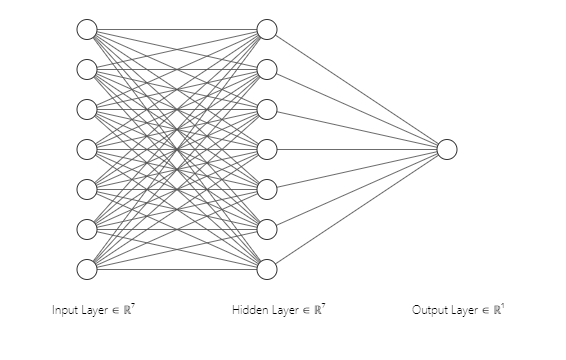 Input Layer ∈ ℝ⁷
Hidden Layer ∈ ℝ⁷
Output Layer ∈ ℝ¹